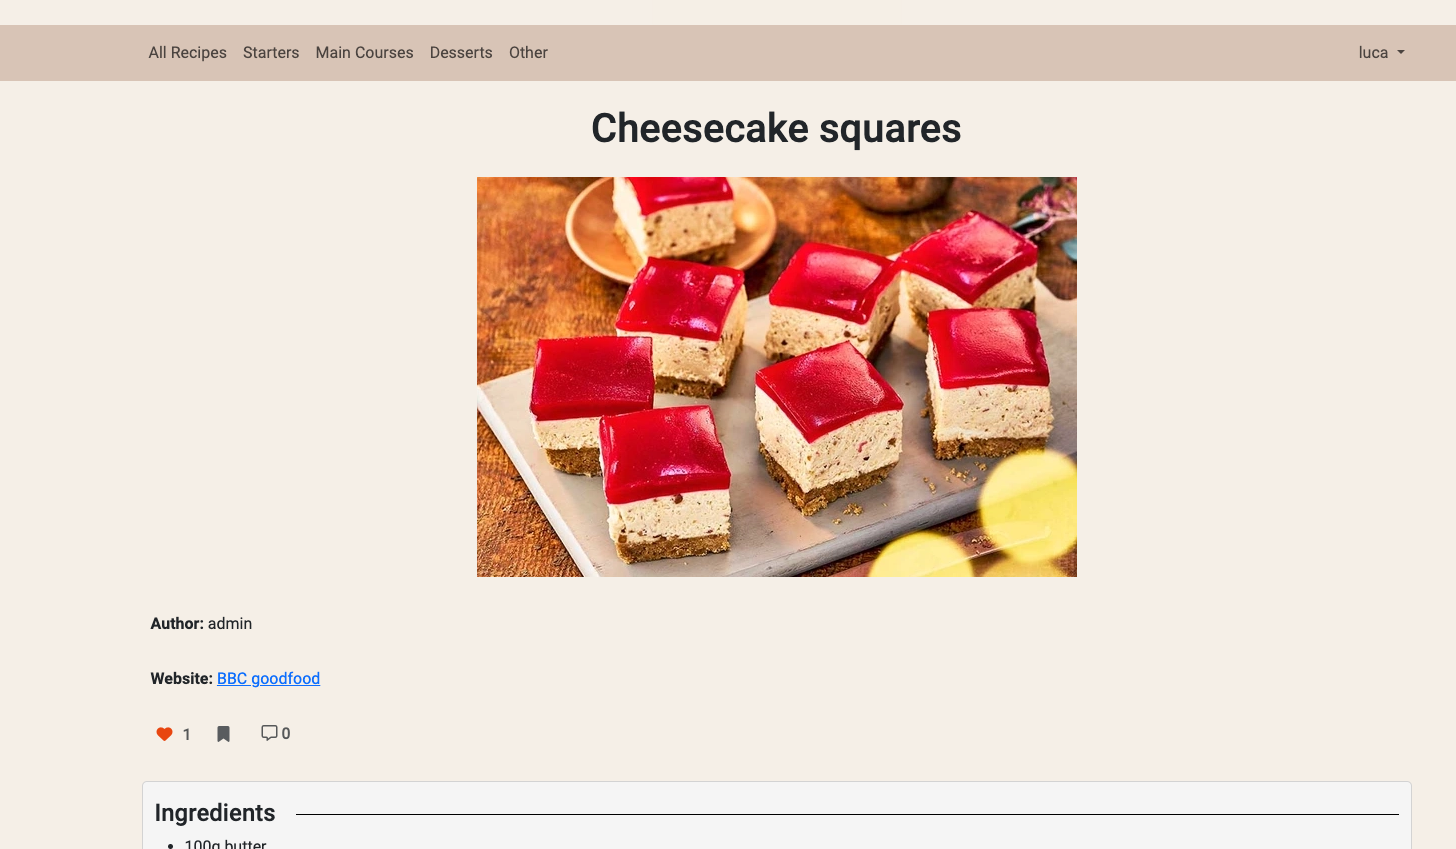 All Recipes Starters Main Courses Desserts Other luca
Cheesecake squares
Author: admin
Website: BBC goodfood
1 0
Ingredients
100g butter